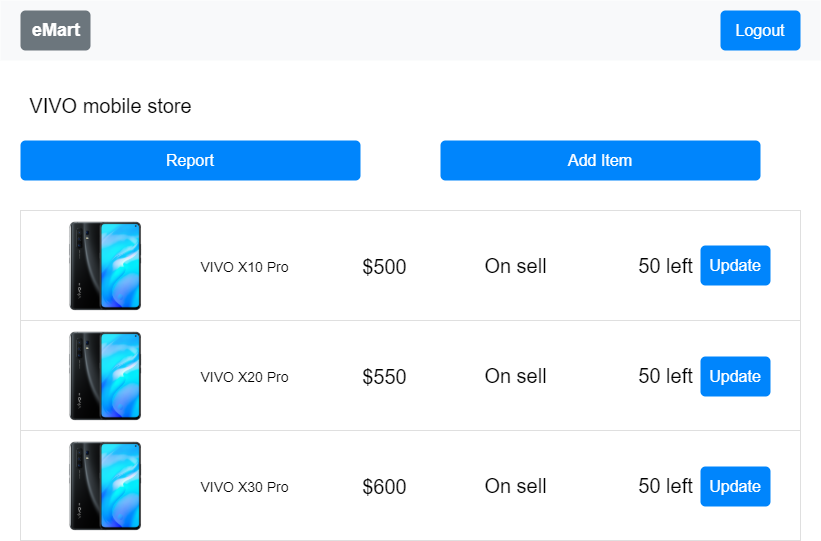 eMart Logout
VIVO mobile store
Report Add Item
VIVO X10 Pro $500 On sell 50 left Update
VIVO X20 Pro $550 On sell 50 left Update
VIVO X30 Pro $600 On sell 50 left Update